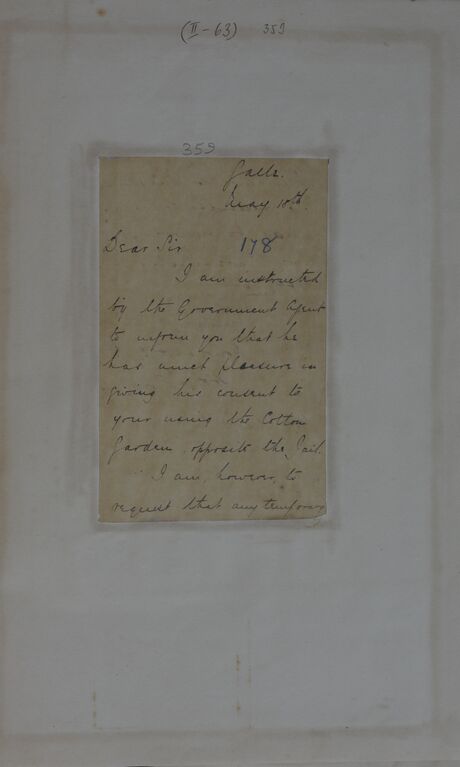 (II-63) 359
359
Galle.
May 18th.
Dear Sir 178
I am instructed
by the Government Agent
to inform you that he
has much pleasure in
giving his consent to
your using the Cotton
Garden opposite the Jail.
I am, however, to
request that any temporary